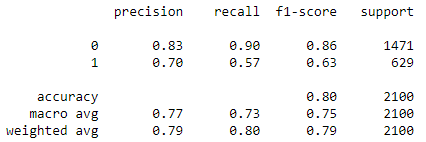 precision recall f1-score support
0 0.83 0.90 0.86 1471
1 0.70 0.57 0.63 629
accuracy 0.80 2100
macro avg 0.77 0.73 0.75 2100
weighted avg 0.79 0.80 0.79 2100